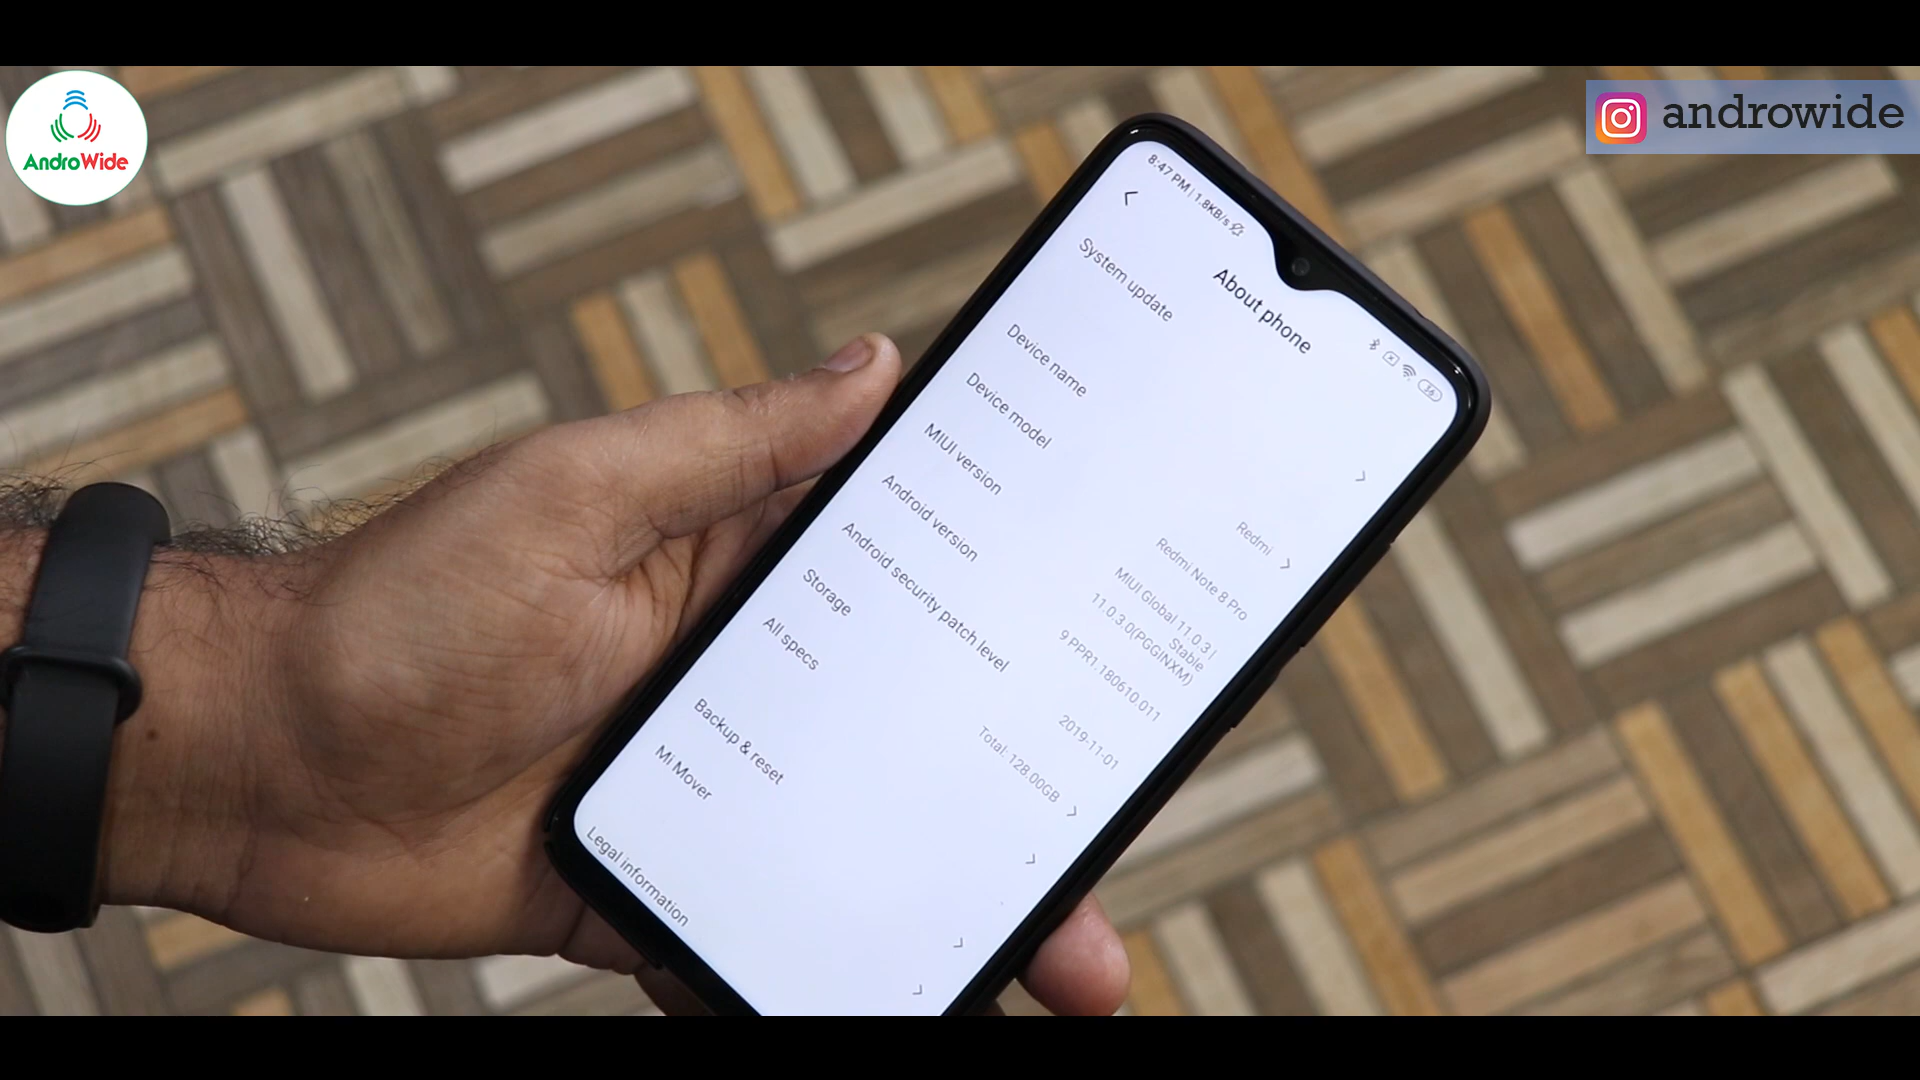 AndroWide
androwide
8:47 PM | 1.8KB/s
36
About phone
System update
Device name
Redmi
Device model
Redmi Note 8 Pro
MIUI version
MIUI Global 11.0.3 |
Stable
11.0.3.0(PGGINXM)
Android version
9 PPR1.180610.011
Android security patch level
2019-11-01
Storage
Total: 128.00GB
All specs
Backup & reset
Mi Mover
Legal information